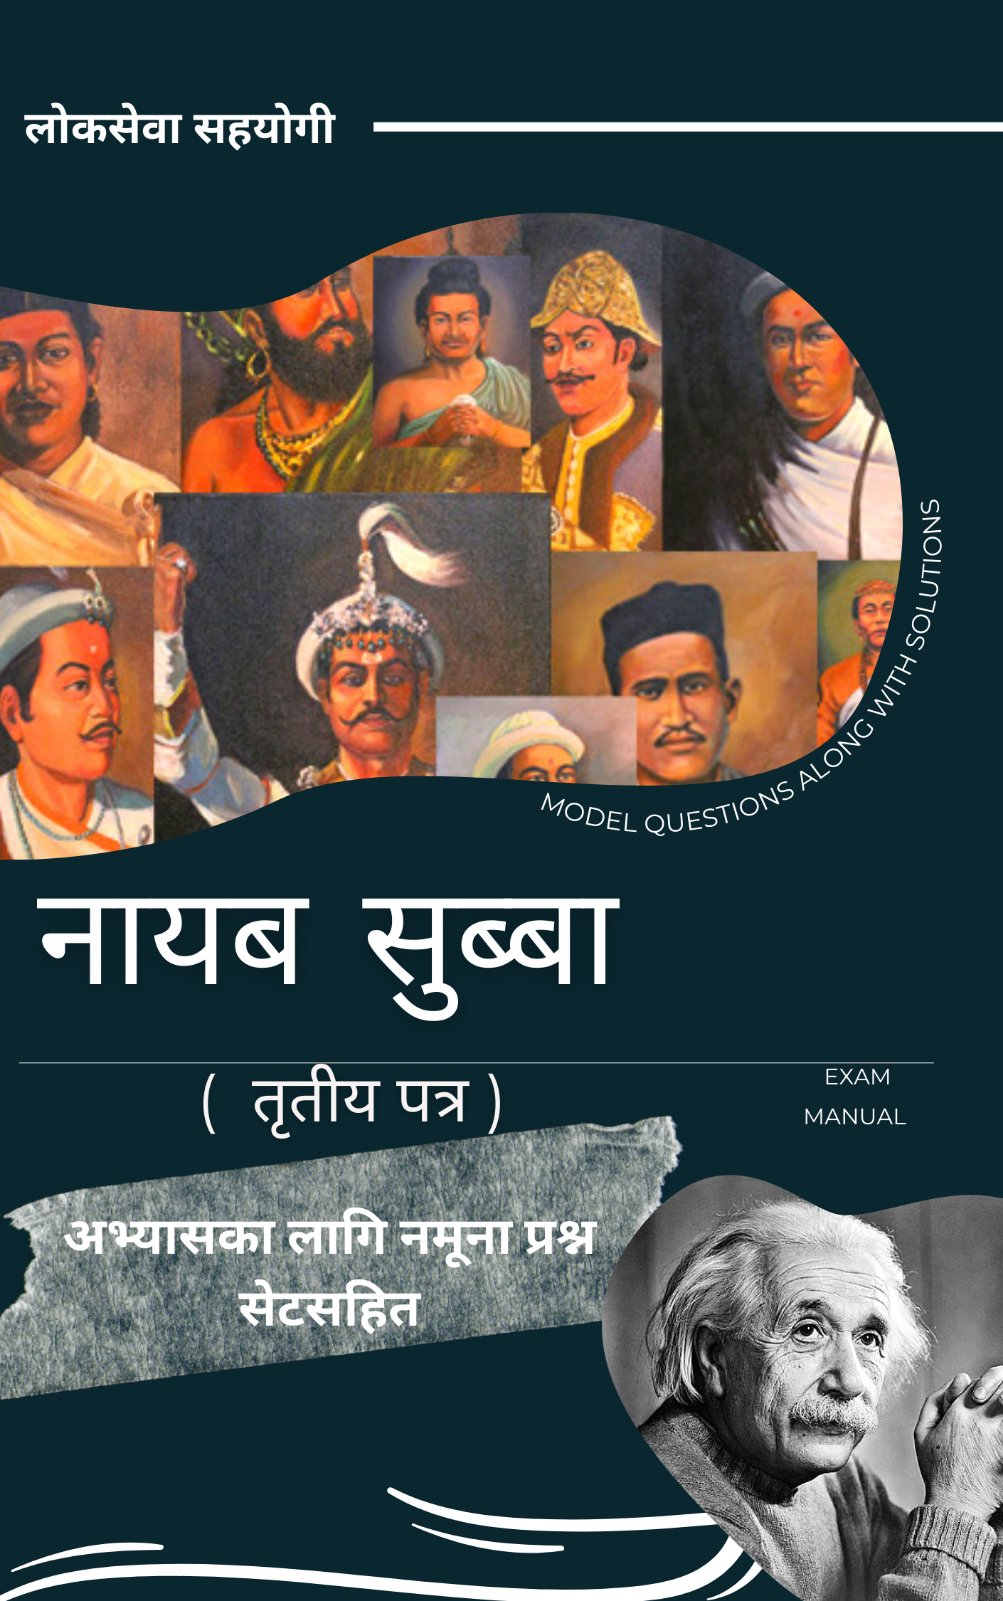 लोकसेवा सहयोगी
MODEL QUESTIONS ALONG WITH SOLUTIONS
नायब सुब्बा
( तृतीय पत्र )
EXAM
MANUAL
अभ्यासका लागि नमूना प्रश्न
सेटसहित